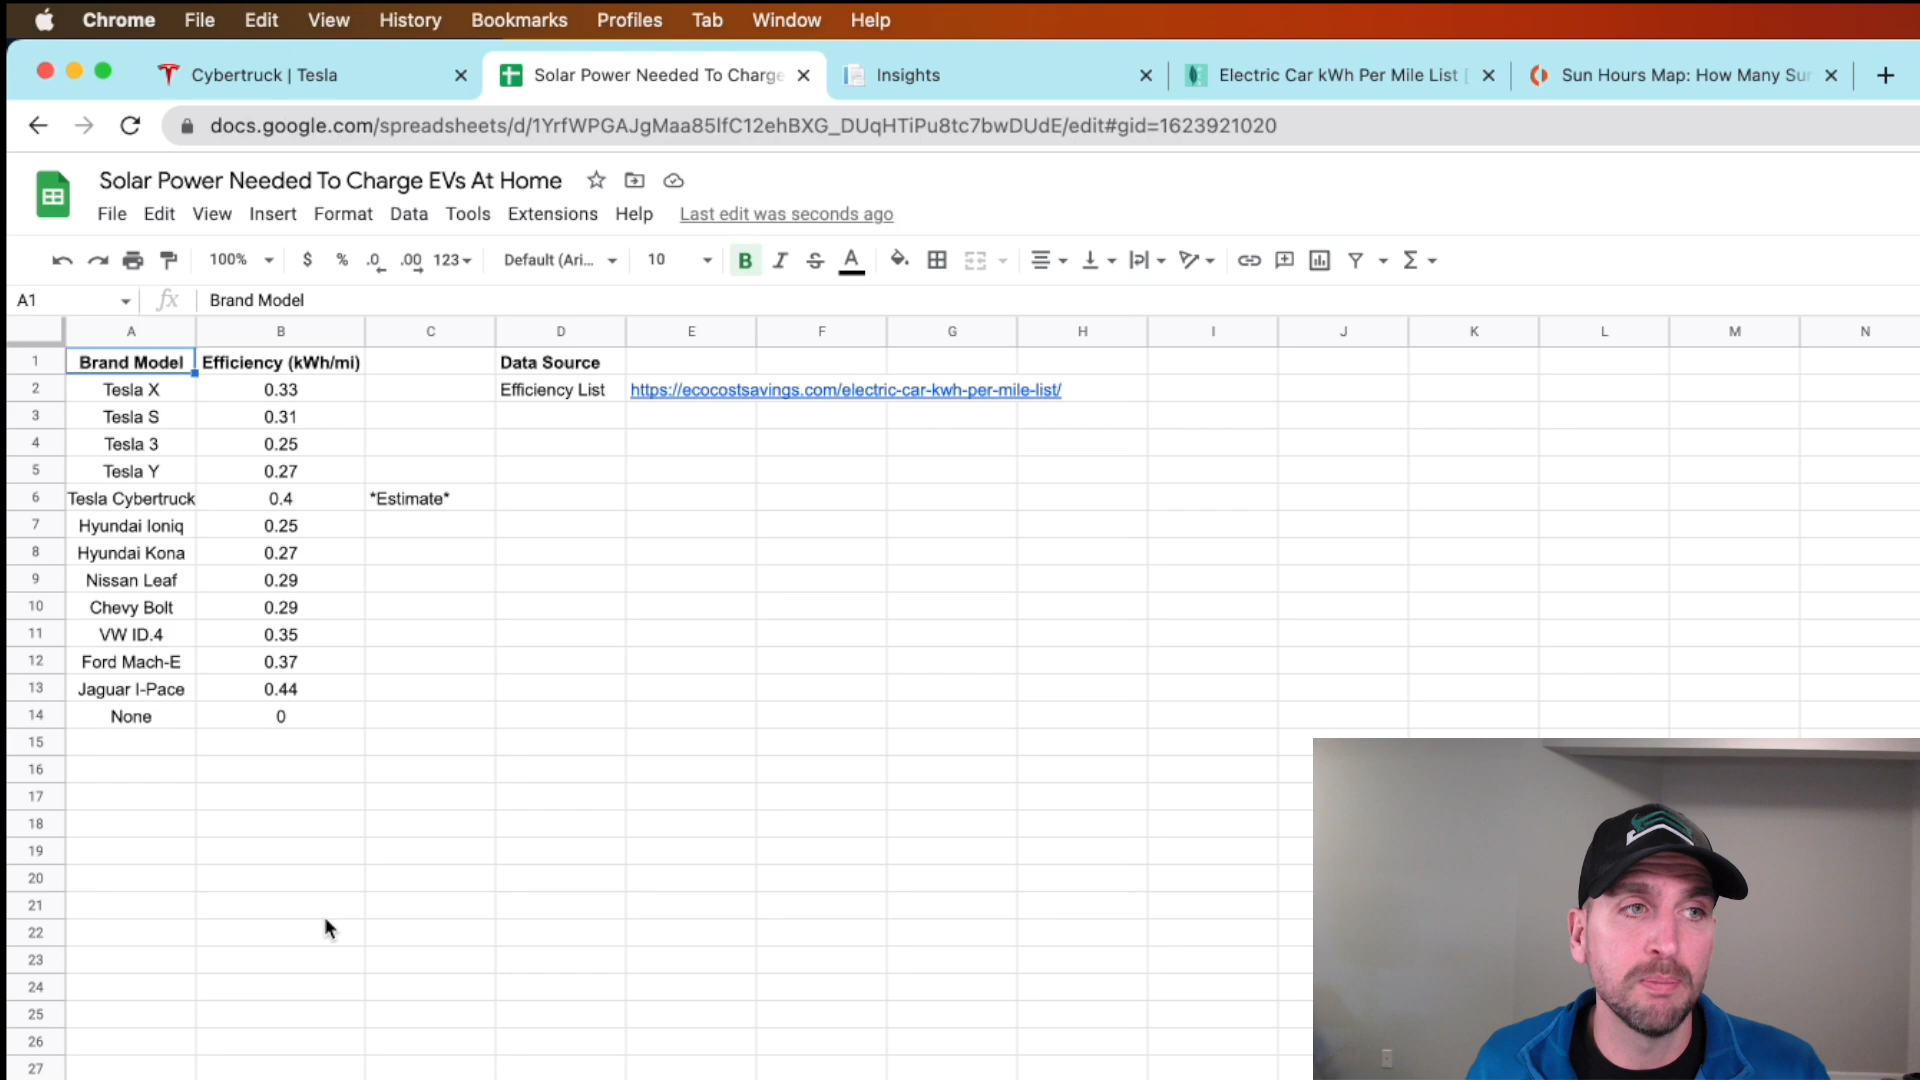 Chrome File Edit View History Bookmarks Profiles Tab Window Help
Cybertruck | Tesla
Solar Power Needed To Charge
Insights
Electric Car kWh Per Mile List
Sun Hours Map: How Many Sur
docs.google.com/spreadsheets/d/1YrfWPGAJgMaa85lfC12ehBXG_DUqHTiPu8tc7bwDUdE/edit#gid=1623921020
Solar Power Needed To Charge EVs At Home
File Edit View Insert Format Data Tools Extensions Help Last edit was seconds ago
100% $ % .0 .00 123 Default (Ari... 10 B I S A
A1 fx Brand Model
A B C D E F G H I J K L M N
1 Brand Model Efficiency (kWh/mi) Data Source
2 Tesla X 0.33 Efficiency List https://ecocostsavings.com/electric-car-kwh-per-mile-list/
3 Tesla S 0.31
4 Tesla 3 0.25
5 Tesla Y 0.27
6 Tesla Cybertruck 0.4 *Estimate*
7 Hyundai Ioniq 0.25
8 Hyundai Kona 0.27
9 Nissan Leaf 0.29
10 Chevy Bolt 0.29
11 VW ID.4 0.35
12 Ford Mach-E 0.37
13 Jaguar I-Pace 0.44
14 None 0
15
16
17
18
19
20
21
22
23
24
25
26
27